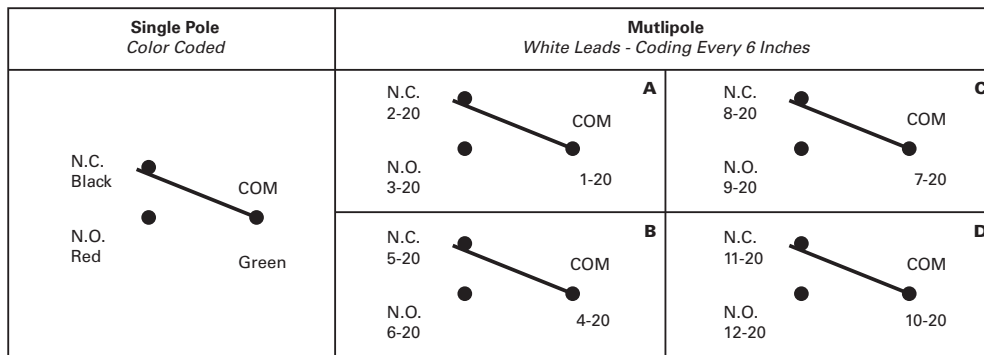 Single Pole
Color Coded
Mutlipole
White Leads - Coding Every 6 Inches
N.C.
Black
COM
N.O.
Red
Green
A
N.C.
2-20
COM
N.O.
3-20
1-20
C
N.C.
8-20
COM
N.O.
9-20
7-20
B
N.C.
5-20
COM
N.O.
6-20
4-20
D
N.C.
11-20
COM
N.O.
12-20
10-20